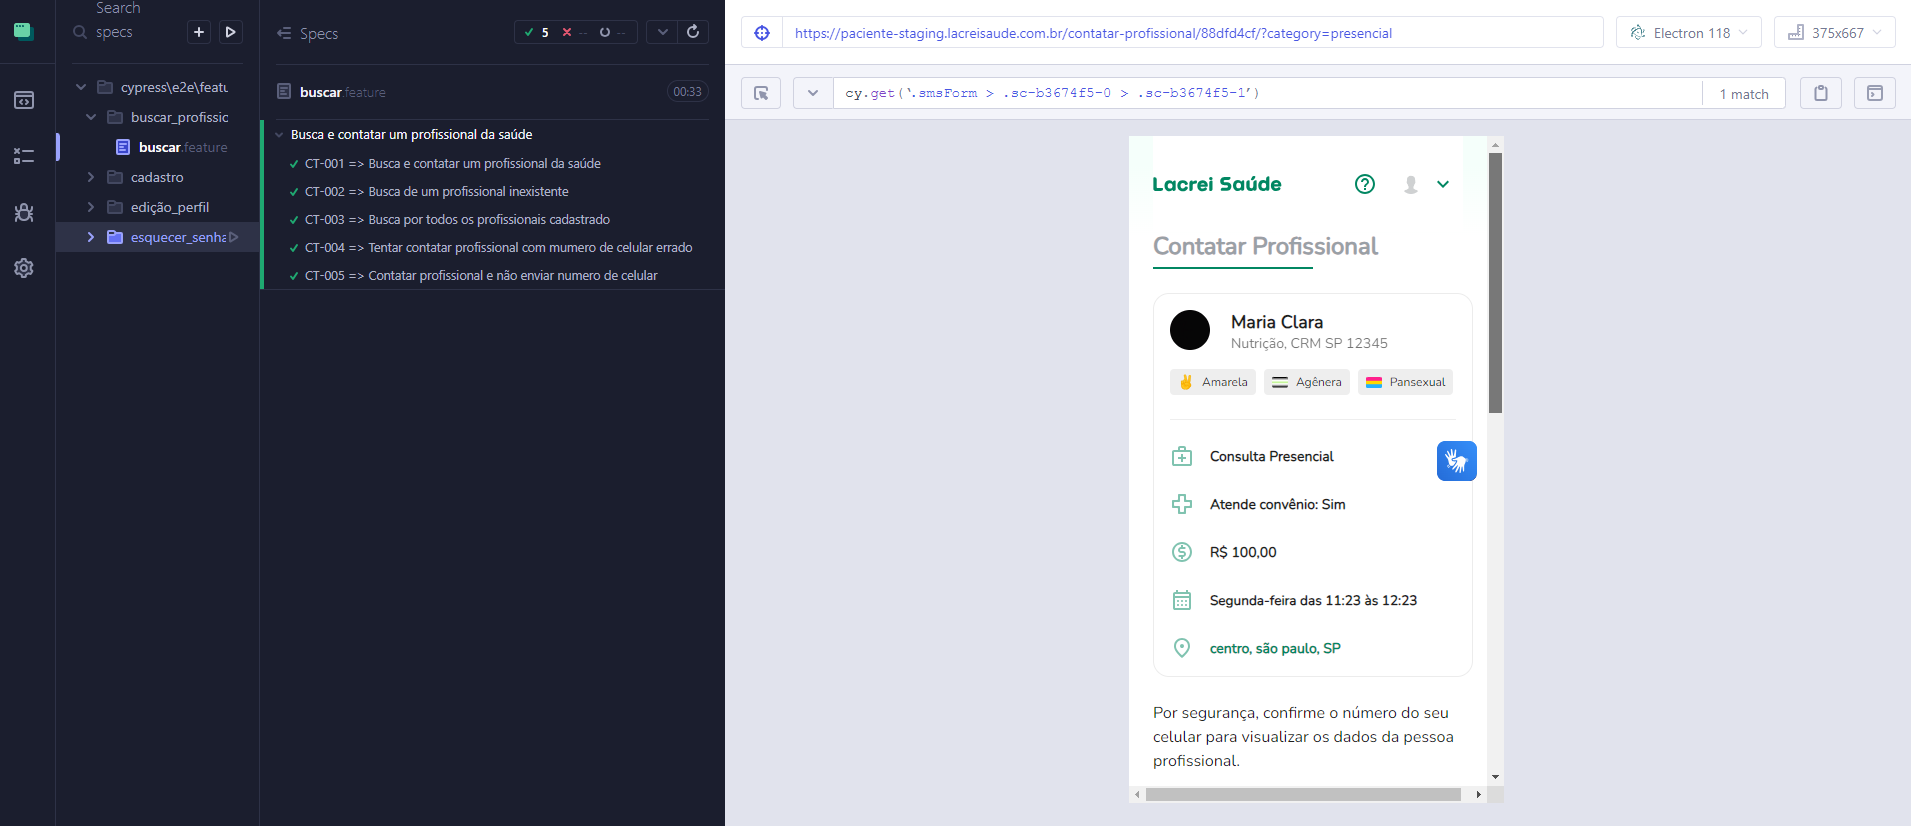 Search
specs
cypress\e2e\featu
buscar_profissio
buscar.feature
cadastro
edição_perfil
esquecer_senha
Specs
5
--
--
buscar.feature
00:33
Busca e contatar um profissional da saúde
CT-001 => Busca e contatar um profissional da saúde
CT-002 => Busca de um profissional inexistente
CT-003 => Busca por todos os profissionais cadastrado
CT-004 => Tentar contatar profissional com mumero de celular errado
CT-005 => Contatar profissional e não enviar numero de celular
https://paciente-staging.lacreisaude.com.br/contatar-profissional/88dfd4cf/?category=presencial
Electron 118
375x667
cy.get(‘.smsForm > .sc-b3674f5-0 > .sc-b3674f5-1’)
1 match
Lacrei Saúde
Contatar Profissional
Maria Clara
Nutrição, CRM SP 12345
Amarela
Agênera
Pansexual
Consulta Presencial
Atende convênio: Sim
R$ 100,00
Segunda-feira das 11:23 às 12:23
centro, são paulo, SP
Por segurança, confirme o número do seu
celular para visualizar os dados da pessoa
profissional.